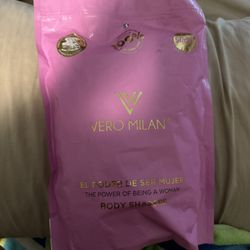 VERO MILAN
EL PODER DE SER MUJER
THE POWER OF BEING A WOMAN
BODY SHAPER